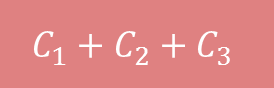 C₁ + C₂ + C₃